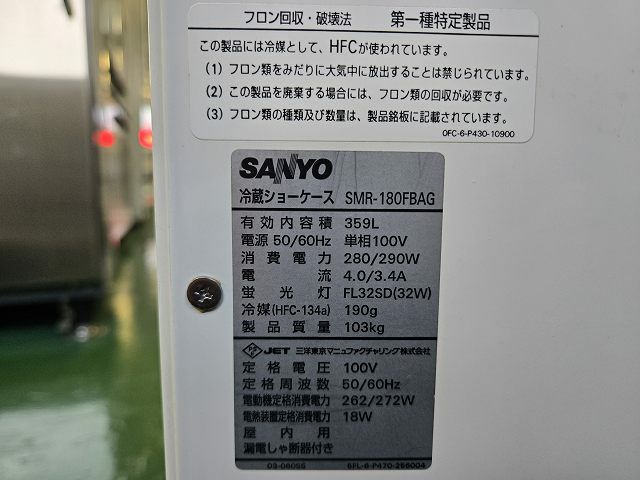 フロン回収・破壊法 第一種特定製品
この製品には冷媒として、HFCが使われています。
(1) フロン類をみだりに大気中に放出することは禁じられています。
(2) この製品を廃棄する場合には、フロン類の回収が必要です。
(3) フロン類の種類及び数量は、製品銘板に記載されています。
0FC-6-P430-10900
SANYO
冷蔵ショーケース SMR-180FBAG
有効内容積 359L
電源 50/60Hz 単相100V
消費電力 280/290W
電流 4.0/3.4A
蛍光灯 FL32SD(32W)
冷媒(HFC-134a) 190g
製品質量 103kg
JET 三洋東京マニュファクチャリング株式会社
定格電圧 100V
定格周波数 50/60Hz
電動機定格消費電力 262/272W
電熱装置定格消費電力 18W
屋内用
漏電しゃ断器付き
6FL-6-P470-256004